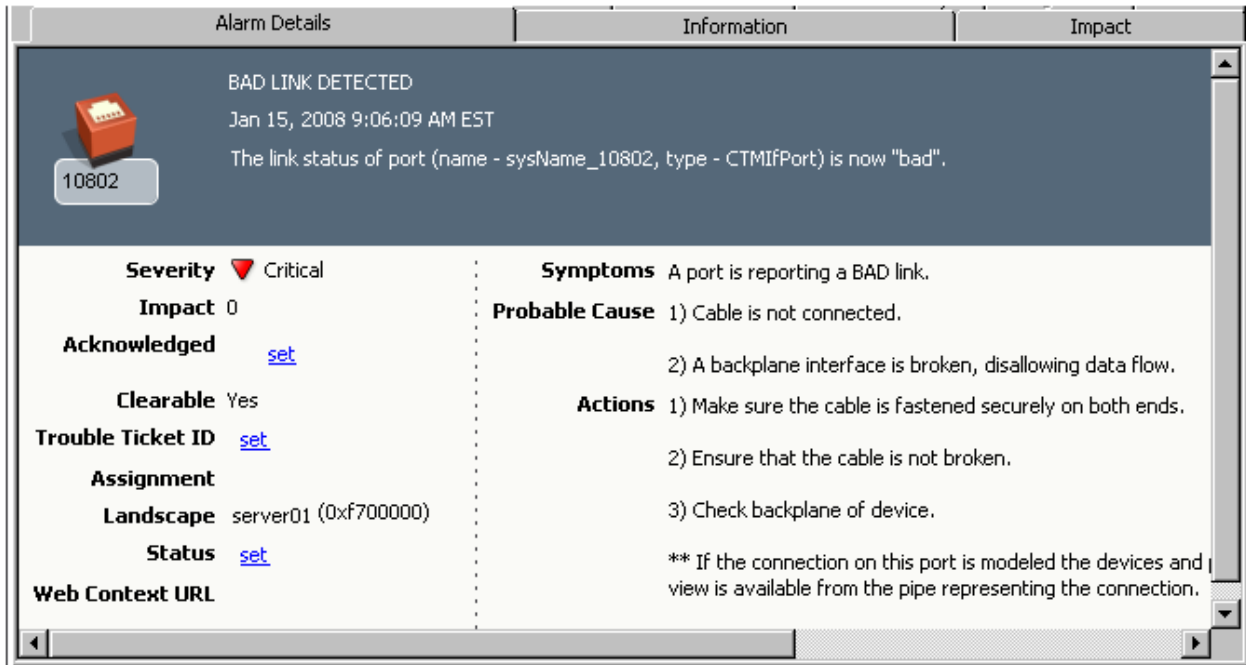 Alarm Details
Information
Impact
BAD LINK DETECTED
Jan 15, 2008 9:06:09 AM EST
The link status of port (name - sysName_10802, type - CTMIfPort) is now "bad".
10802
Severity Critical
Impact 0
Acknowledged set
Clearable Yes
Trouble Ticket ID set
Assignment
Landscape server01 (0xf700000)
Status set
Web Context URL
Symptoms A port is reporting a BAD link.
Probable Cause 1) Cable is not connected.
2) A backplane interface is broken, disallowing data flow.
Actions 1) Make sure the cable is fastened securely on both ends.
2) Ensure that the cable is not broken.
3) Check backplane of device.
** If the connection on this port is modeled the devices and
view is available from the pipe representing the connection.